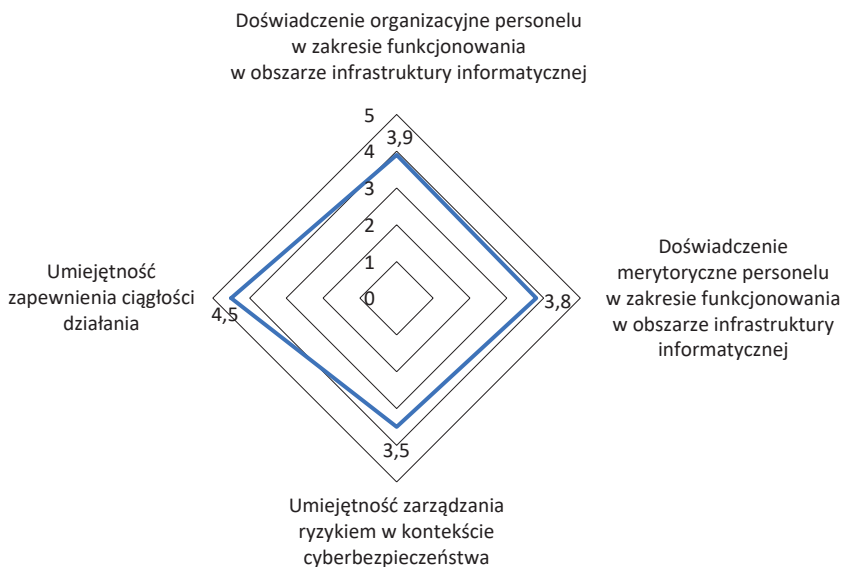 Doświadczenie organizacyjne personelu
w zakresie funkcjonowania
w obszarze infrastruktury informatycznej
5
3,9
4
3
2
1
0
Umiejętność
zapewnienia ciągłości
działania
4,5
3,8
Doświadczenie
merytoryczne personelu
w zakresie funkcjonowania
w obszarze infrastruktury
informatycznej
3,5
Umiejętność zarządzania
ryzykiem w kontekście
cyberbezpieczeństwa